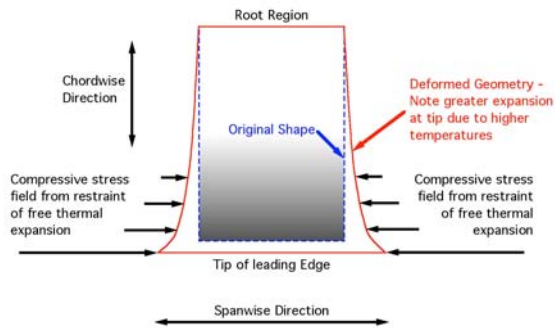 Root Region
Chordwise
Direction
Deformed Geometry -
Note greater expansion
at tip due to higher
temperatures
Original Shape
Compressive stress
field from restraint
of free thermal
expansion
Compressive stress
field from restraint
of free thermal
expansion
Tip of leading Edge
Spanwise Direction